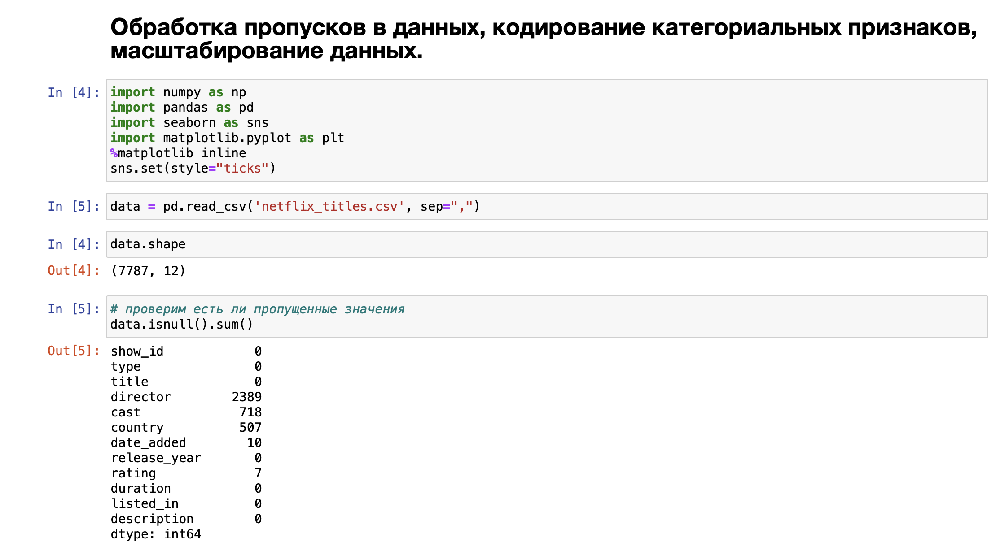 Обработка пропусков в данных, кодирование категориальных признаков,
масштабирование данных.
In [4]: import numpy as np
import pandas as pd
import seaborn as sns
import matplotlib.pyplot as plt
%matplotlib inline
sns.set(style="ticks")
In [5]: data = pd.read_csv('netflix_titles.csv', sep=",")
In [4]: data.shape
Out[4]: (7787, 12)
In [5]: # проверим есть ли пропущенные значения
data.isnull().sum()
Out[5]: show_id 0
type 0
title 0
director 2389
cast 718
country 507
date_added 10
release_year 0
rating 7
duration 0
listed_in 0
description 0
dtype: int64